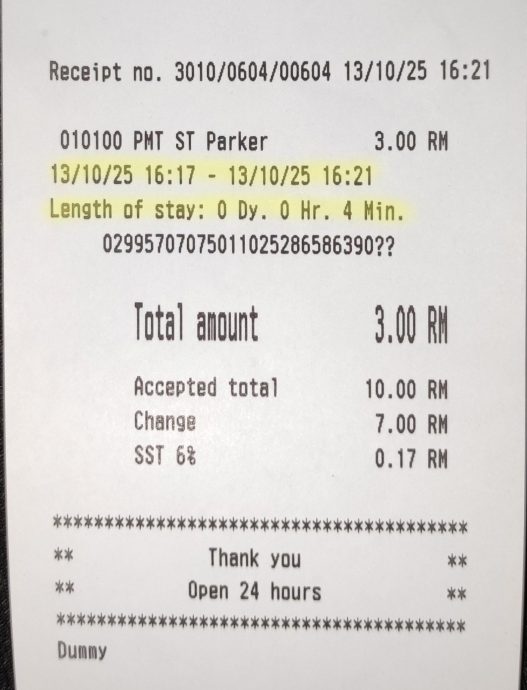 Receipt no. 3010/0604/00604 13/10/25 16:21
010100 PMT ST Parker 3.00 RM
13/10/25 16:17 - 13/10/25 16:21
Length of stay: 0 Dy. 0 Hr. 4 Min.
02995707075011025286586390??
Total amount 3.00 RM
Accepted total 10.00 RM
Change 7.00 RM
SST 6% 0.17 RM
****************************************
** Thank you **
** Open 24 hours **
****************************************
Dummy